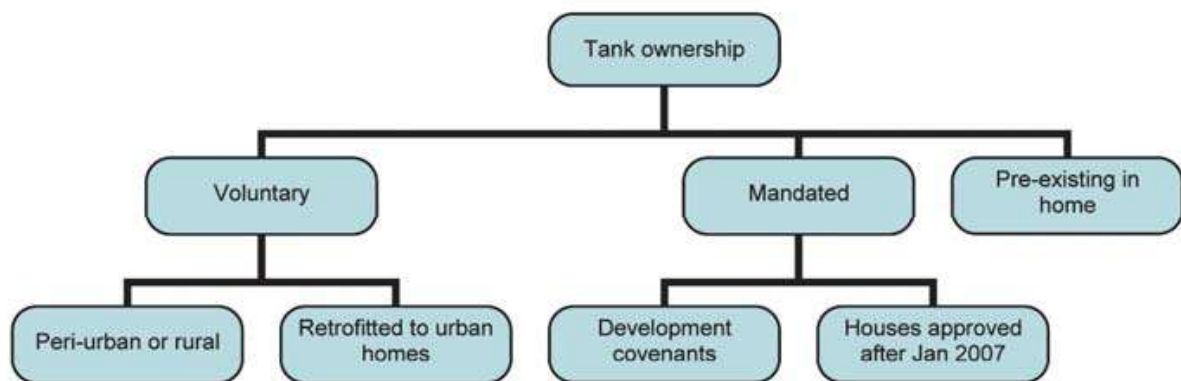 Tank ownership
Voluntary
Mandated
Pre-existing in
home
Peri-urban or rural
Retrofitted to urban
homes
Development
covenants
Houses approved
after Jan 2007